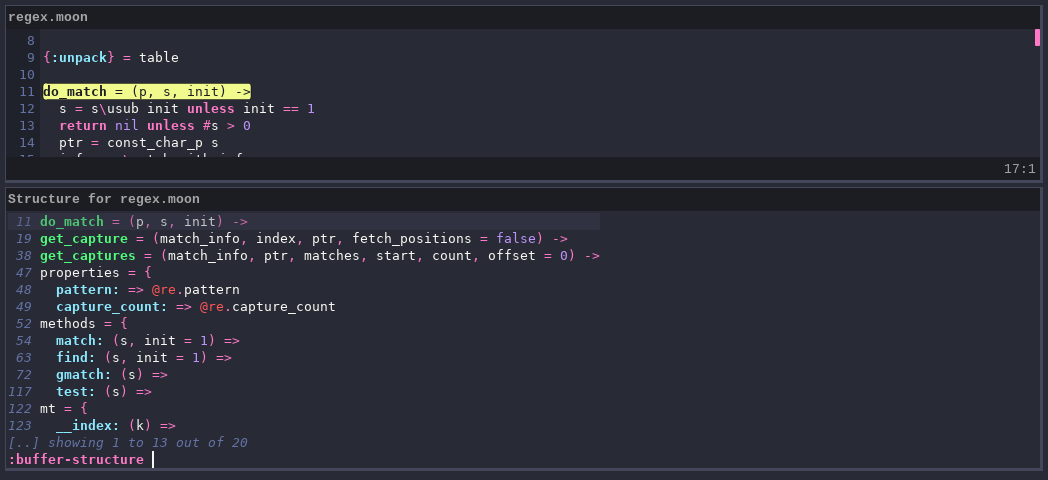 regex.moon
8
9 {:unpack} = table
10
11 do_match = (p, s, init) ->
12   s = s\usub init unless init == 1
13   return nil unless #s > 0
14   ptr = const_char_p s
17:1
Structure for regex.moon
11 do_match = (p, s, init) ->
19 get_capture = (match_info, index, ptr, fetch_positions = false) ->
38 get_captures = (match_info, ptr, matches, start, count, offset = 0) ->
47 properties = {
48   pattern: => @re.pattern
49   capture_count: => @re.capture_count
52 methods = {
54   match: (s, init = 1) =>
63   find: (s, init = 1) =>
72   gmatch: (s) =>
117   test: (s) =>
122 mt = {
123   __index: (k) =>
[..] showing 1 to 13 out of 20
:buffer-structure